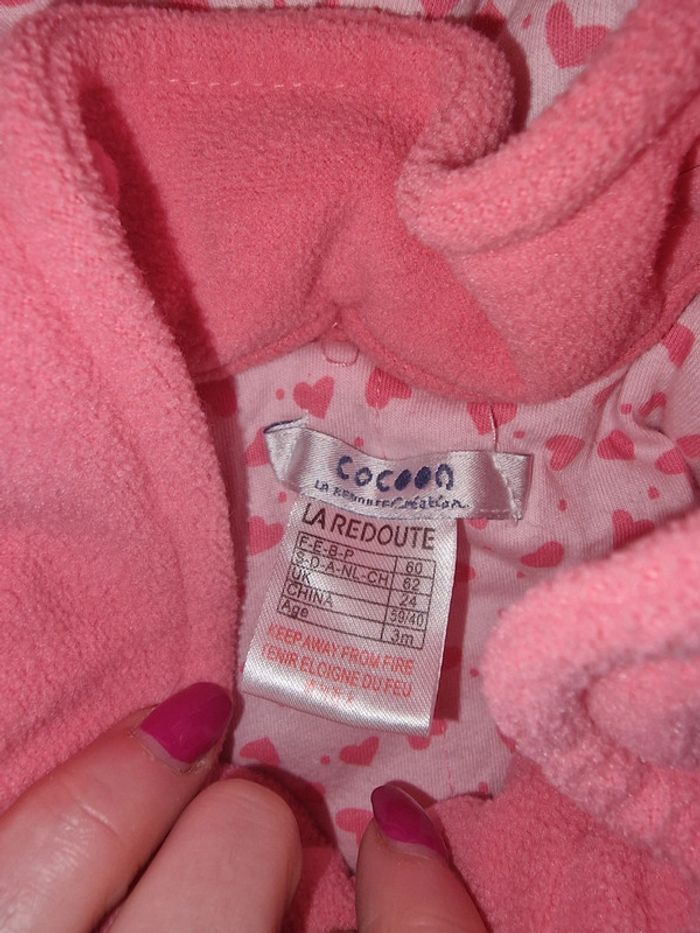 cocoon
LA REDOUTE Création.
LA REDOUTE
F-E-B-P 60
S-D-A-NL-CH 62
UK 24
CHINA 59/40
Age 3m
KEEP AWAY FROM FIRE
TENIR ELOIGNE DU FEU